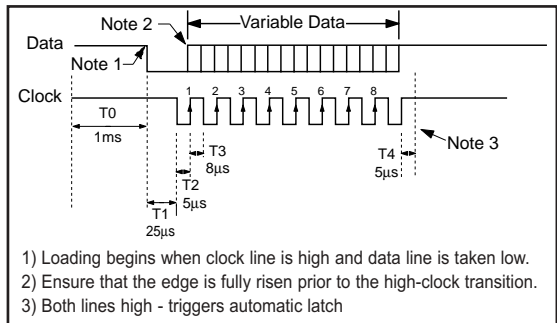 Note 2
Variable Data
Data
Note 1
Clock
1 2 3 4 5 6 7 8
T0
1ms
T3
8µs
T4
5µs
Note 3
T2
5µs
T1
25µs
1) Loading begins when clock line is high and data line is taken low.
2) Ensure that the edge is fully risen prior to the high-clock transition.
3) Both lines high - triggers automatic latch